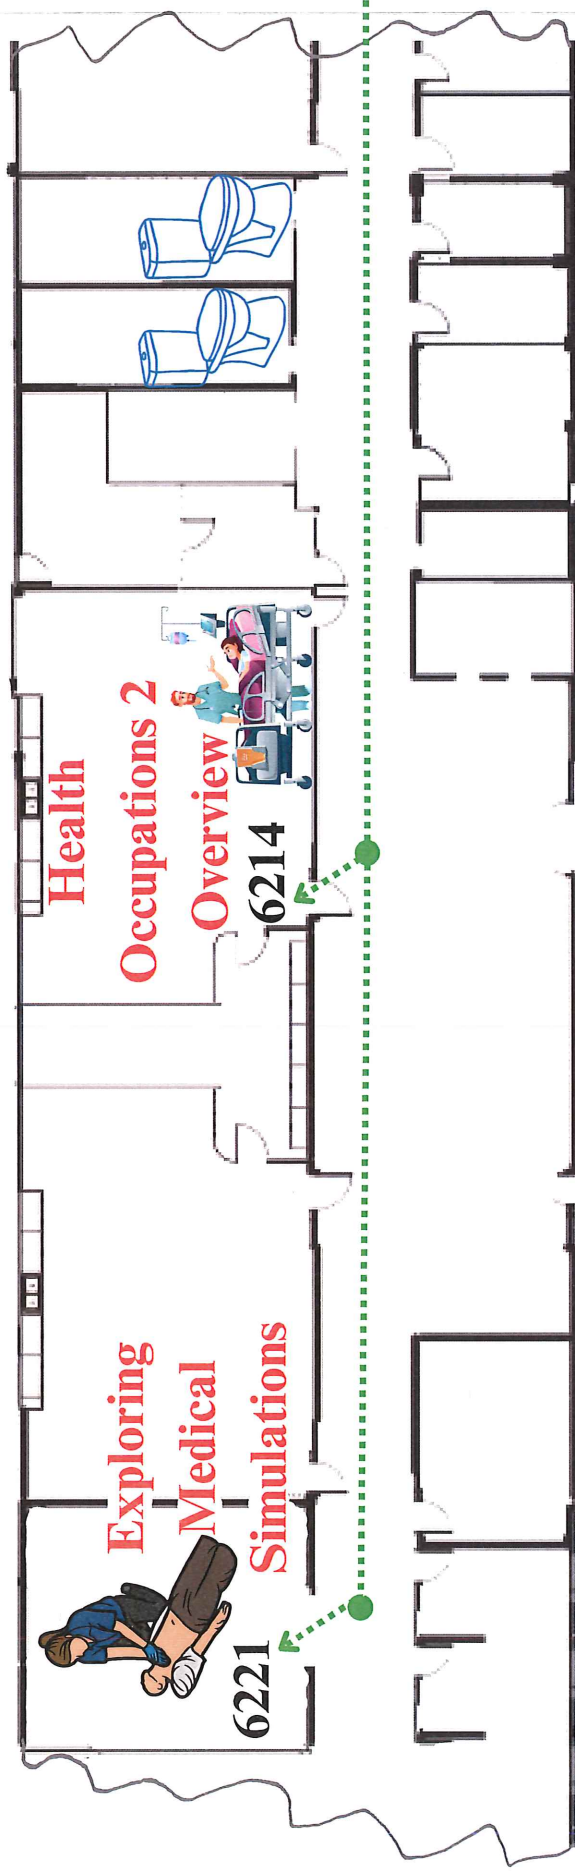 Exploring
Medical
Simulations
6221
Health
Occupations 2
Overview
6214